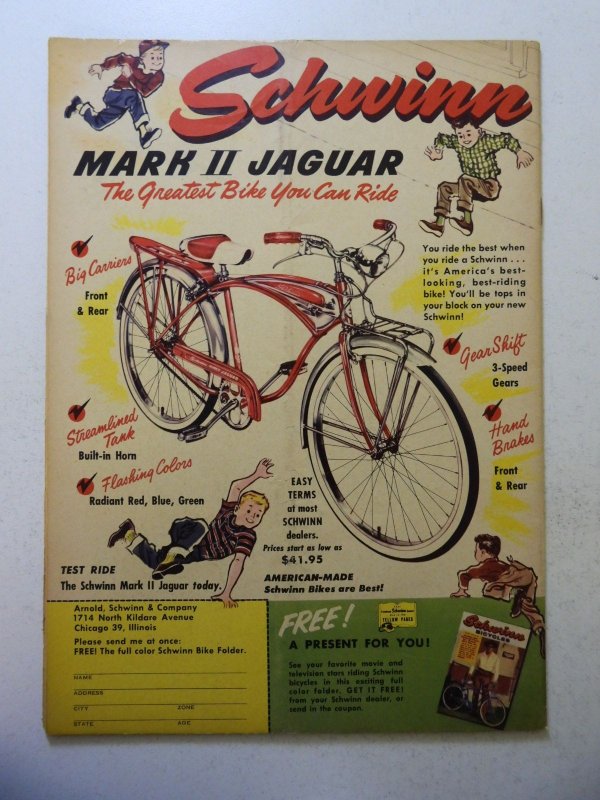 Schwinn
MARK II JAGUAR
The Greatest Bike You Can Ride
Big Carriers
Front
& Rear
You ride the best when
you ride a Schwinn . . .
it's America's best-
looking, best-riding
bike! You'll be tops in
your block on your new
Schwinn!
Gear Shift
3-Speed
Gears
Streamlined
Tank
Built-in Horn
Hand
Brakes
Front
& Rear
Flashing Colors
Radiant Red, Blue, Green
EASY
TERMS
at most
SCHWINN
dealers.
Prices start as low as
$41.95
TEST RIDE
The Schwinn Mark II Jaguar today.
AMERICAN-MADE
Schwinn Bikes are Best!
Arnold, Schwinn & Company
1714 North Kildare Avenue
Chicago 39, Illinois
Please send me at once:
FREE! The full color Schwinn Bike Folder.
NAME
ADDRESS
CITY ZONE
STATE AGE
FREE!
YELLOW PAGES
A PRESENT FOR YOU!
See your favorite movie and
television stars riding Schwinn
bicycles in this exciting full
color folder. GET IT FREE!
from your Schwinn dealer, or
send in the coupon.
Schwinn
BICYCLES